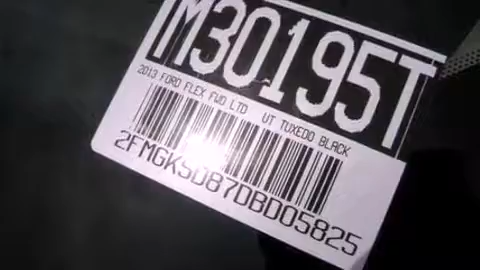 M30195T
2013 FORD FLEX FWD LTD UT TUXEDO BLACK
2FMGK5D87DBD05825